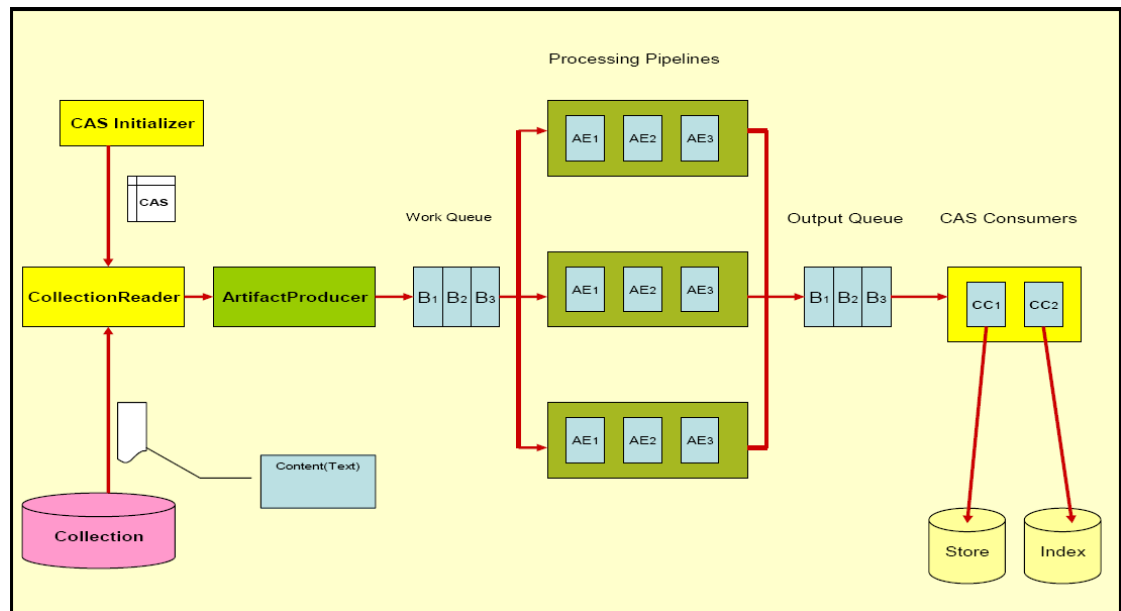 Processing Pipelines
CAS Initializer
AE1 AE2 AE3
CAS
Work Queue
Output Queue
CAS Consumers
CollectionReader
ArtifactProducer
B1 B2 B3
AE1 AE2 AE3
B1 B2 B3
CC1 CC2
AE1 AE2 AE3
Content(Text)
Collection
Store
Index